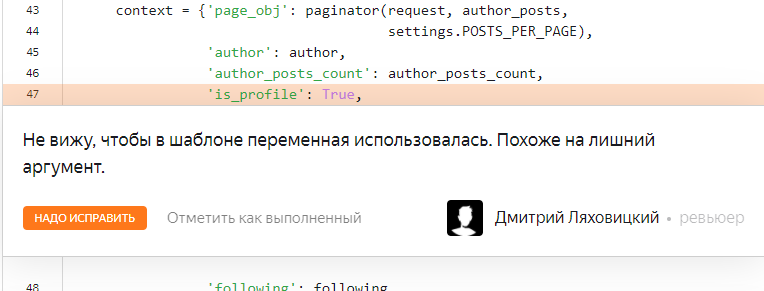 43 context = {'page_obj': paginator(request, author_posts,
44 settings.POSTS_PER_PAGE),
45 'author': author,
46 'author_posts_count': author_posts_count,
47 'is_profile': True,
Не вижу, чтобы в шаблоне переменная использовалась. Похоже на лишний
аргумент.
НАДО ИСПРАВИТЬ Отметить как выполненный Дмитрий Ляховицкий • ревьюер
48 'following': following